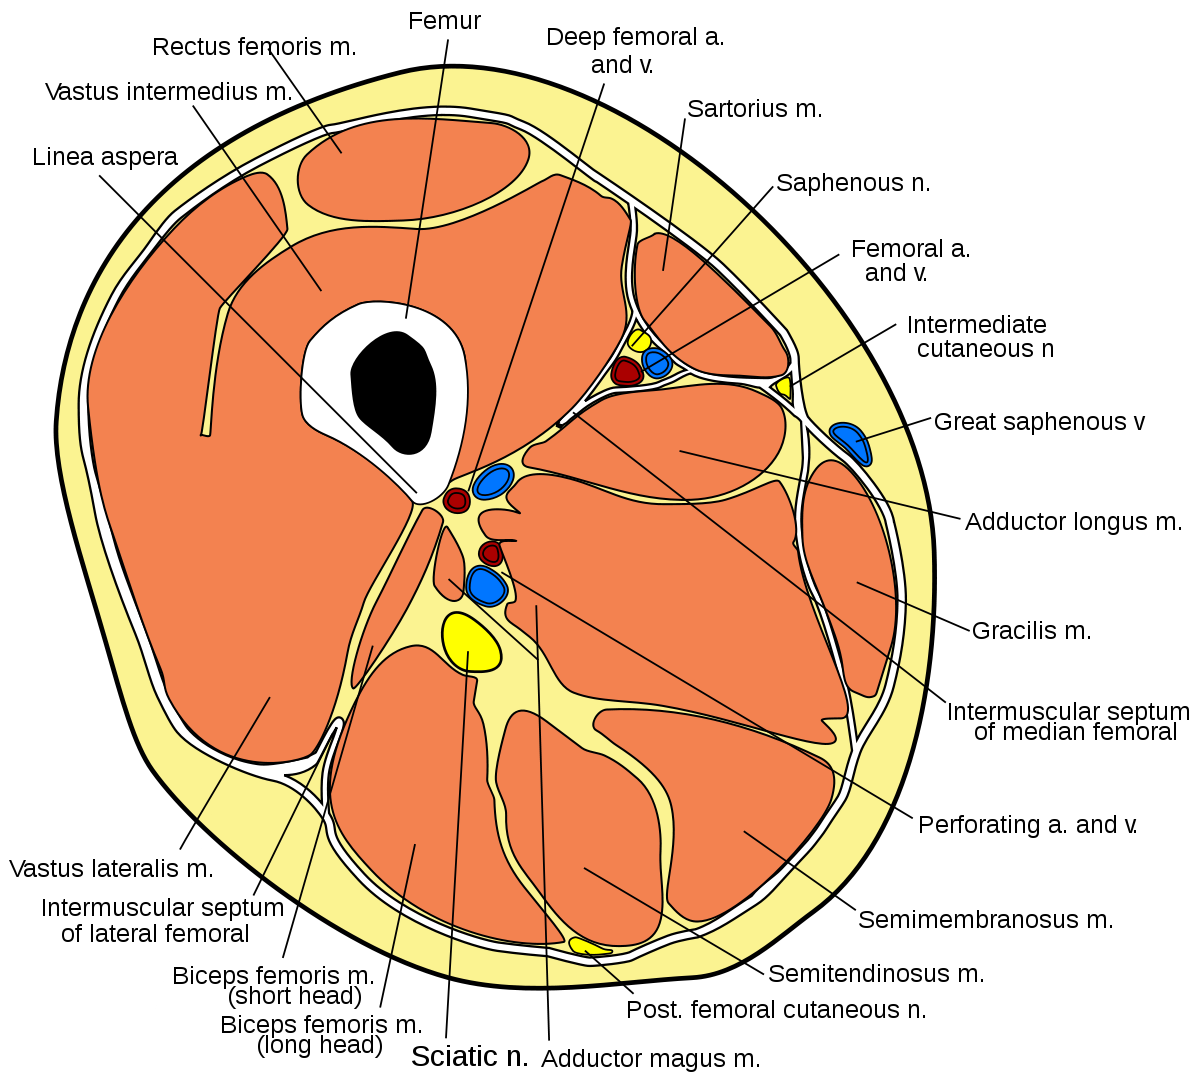 Femur
Rectus femoris m.
Deep femoral a.
and v.
Vastus intermedius m.
Sartorius m.
Linea aspera
Saphenous n.
Femoral a.
and v.
Intermediate
cutaneous n
Great saphenous v
Adductor longus m.
Gracilis m.
Intermuscular septum
of median femoral
Perforating a. and v.
Vastus lateralis m.
Intermuscular septum
of lateral femoral
Semimembranosus m.
Biceps femoris m.
(short head)
Semitendinosus m.
Post. femoral cutaneous n.
Biceps femoris m.
(long head)
Sciatic n.
Adductor magus m.